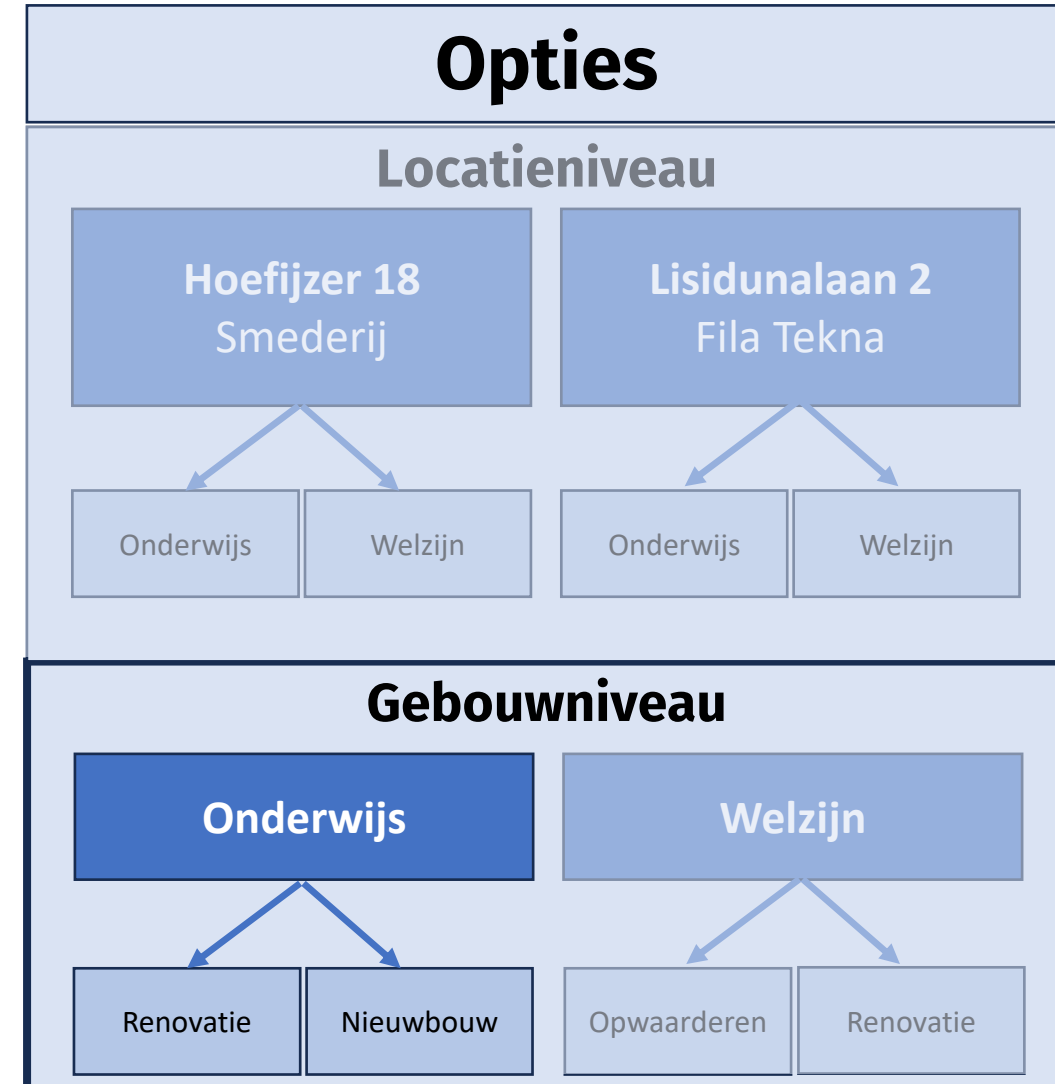 Opties
Locatieniveau
Hoefijzer 18
Smederij
Lisidunalaan 2
Fila Tekna
Onderwijs
Welzijn
Onderwijs
Welzijn
Gebouwniveau
Onderwijs
Welzijn
Renovatie
Nieuwbouw
Opwaarderen
Renovatie